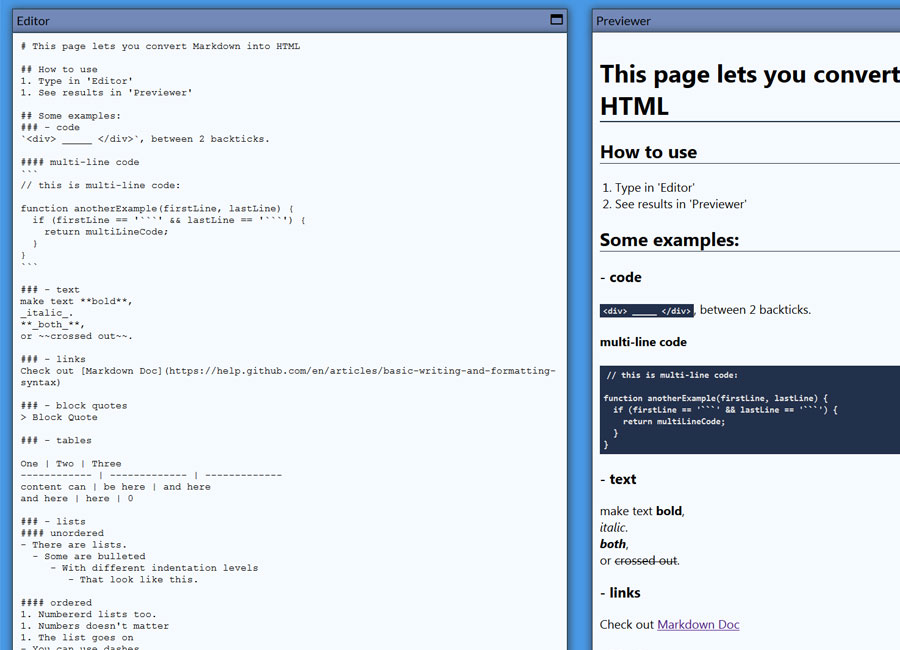 Editor
# This page lets you convert Markdown into HTML
## How to use
1. Type in 'Editor'
1. See results in 'Previewer'
## Some examples:
### - code
`<div> _____ </div>`, between 2 backticks.
#### multi-line code
```
// this is multi-line code:
function anotherExample(firstLine, lastLine) {
  if (firstLine == '```' && lastLine == '```') {
    return multiLineCode;
  }
}
```
### - text
make text **bold**,
_italic_.
**_both_**,
or ~~crossed out~~.
### - links
Check out [Markdown Doc](https://help.github.com/en/articles/basic-writing-and-formatting-
syntax)
### - block quotes
> Block Quote
### - tables
One | Two | Three
------------ | ------------- | -------------
content can | be here | and here
and here | here | 0
### - lists
#### unordered
- There are lists.
  - Some are bulleted
     - With different indentation levels
        - That look like this.
#### ordered
1. Numbererd lists too.
1. Numbers doesn't matter
1. The list goes on
- You can use dashes
Previewer
This page lets you convert
HTML
How to use
1. Type in 'Editor'
2. See results in 'Previewer'
Some examples:
- code
<div> _____ </div>, between 2 backticks.
multi-line code
// this is multi-line code:
function anotherExample(firstLine, lastLine) {
  if (firstLine == '```' && lastLine == '```') {
    return multiLineCode;
  }
}
- text
make text bold,
italic.
both,
or crossed out.
- links
Check out Markdown Doc